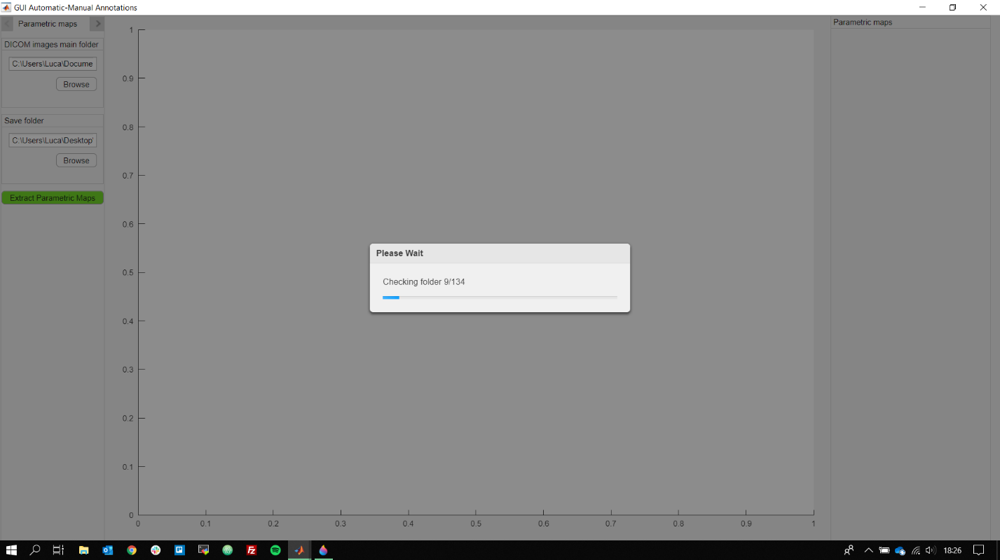 GUI Automatic-Manual Annotations
Parametric maps
DICOM images main folder
C:\Users\Luca\Docume
Browse
Save folder
C:\Users\Luca\Desktop\
Browse
Extract Parametric Maps
1
0.9
0.8
0.7
0.6
0.5
0.4
0.3
0.2
0.1
0
0 0.1 0.2 0.3 0.4 0.5 0.6 0.7 0.8 0.9 1
Please Wait
Checking folder 9/134
Parametric maps
18:26